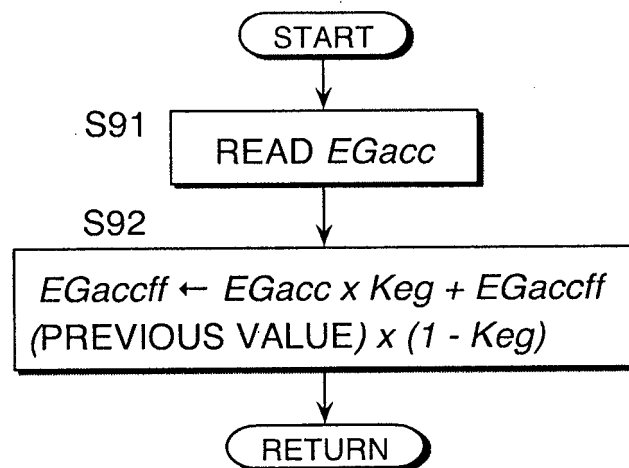 START
S91
READ EGacc
S92
EGaccff ← EGacc x Keg + EGaccff
(PREVIOUS VALUE) x (1 - Keg)
RETURN